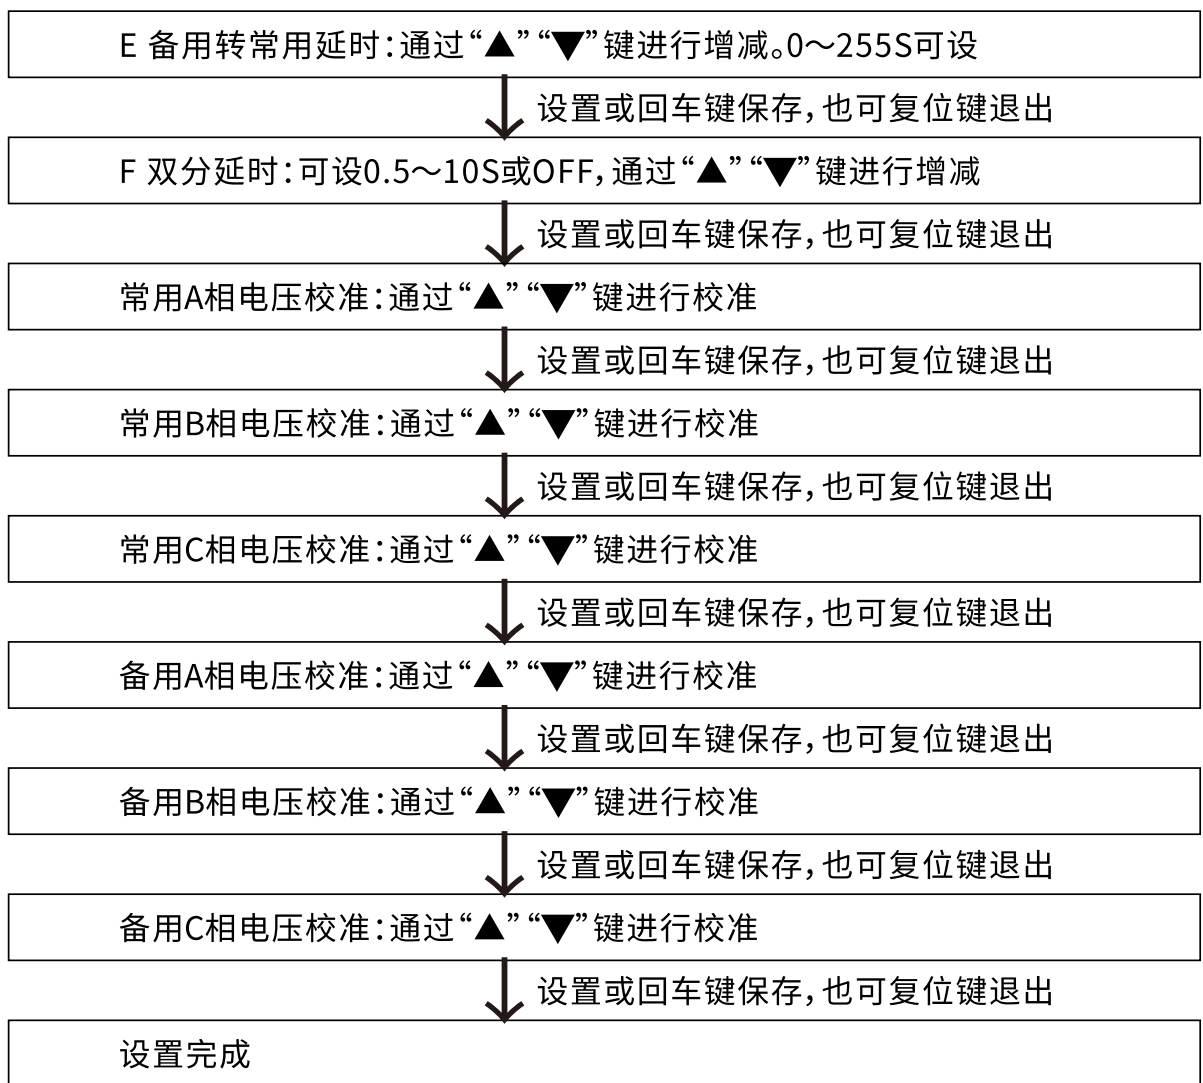 E 备用转常用延时：通过“▲”“▼”键进行增减。0～255S可设
设置或回车键保存，也可复位键退出
F 双分延时：可设0.5～10S或OFF，通过“▲”“▼”键进行增减
设置或回车键保存，也可复位键退出
常用A相电压校准：通过“▲”“▼”键进行校准
设置或回车键保存，也可复位键退出
常用B相电压校准：通过“▲”“▼”键进行校准
设置或回车键保存，也可复位键退出
常用C相电压校准：通过“▲”“▼”键进行校准
设置或回车键保存，也可复位键退出
备用A相电压校准：通过“▲”“▼”键进行校准
设置或回车键保存，也可复位键退出
备用B相电压校准：通过“▲”“▼”键进行校准
设置或回车键保存，也可复位键退出
备用C相电压校准：通过“▲”“▼”键进行校准
设置或回车键保存，也可复位键退出
设置完成